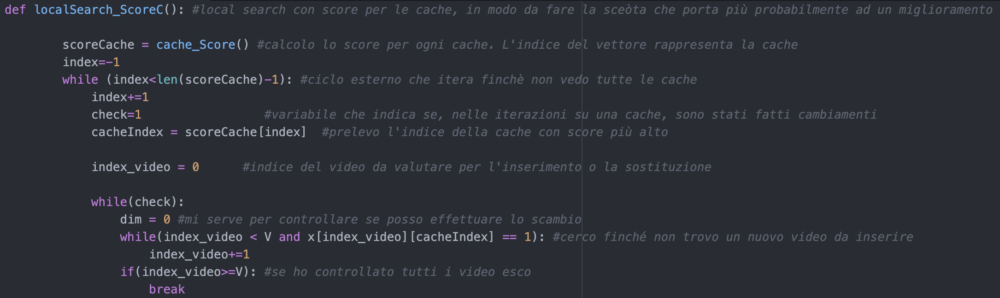 def localSearch_ScoreC(): #local search con score per le cache, in modo da fare la sceòta che porta più probabilmente ad un miglioramento
scoreCache = cache_Score() #calcolo lo score per ogni cache. L'indice del vettore rappresenta la cache
index=-1
while (index<len(scoreCache)-1): #ciclo esterno che itera finchè non vedo tutte le cache
index+=1
check=1 #variabile che indica se, nelle iterazioni su una cache, sono stati fatti cambiamenti
cacheIndex = scoreCache[index] #prelevo l'indice della cache con score più alto
index_video = 0 #indice del video da valutare per l'inserimento o la sostituzione
while(check):
dim = 0 #mi serve per controllare se posso effettuare lo scambio
while(index_video < V and x[index_video][cacheIndex] == 1): #cerco finché non trovo un nuovo video da inserire
index_video+=1
if(index_video>=V): #se ho controllato tutti i video esco
break